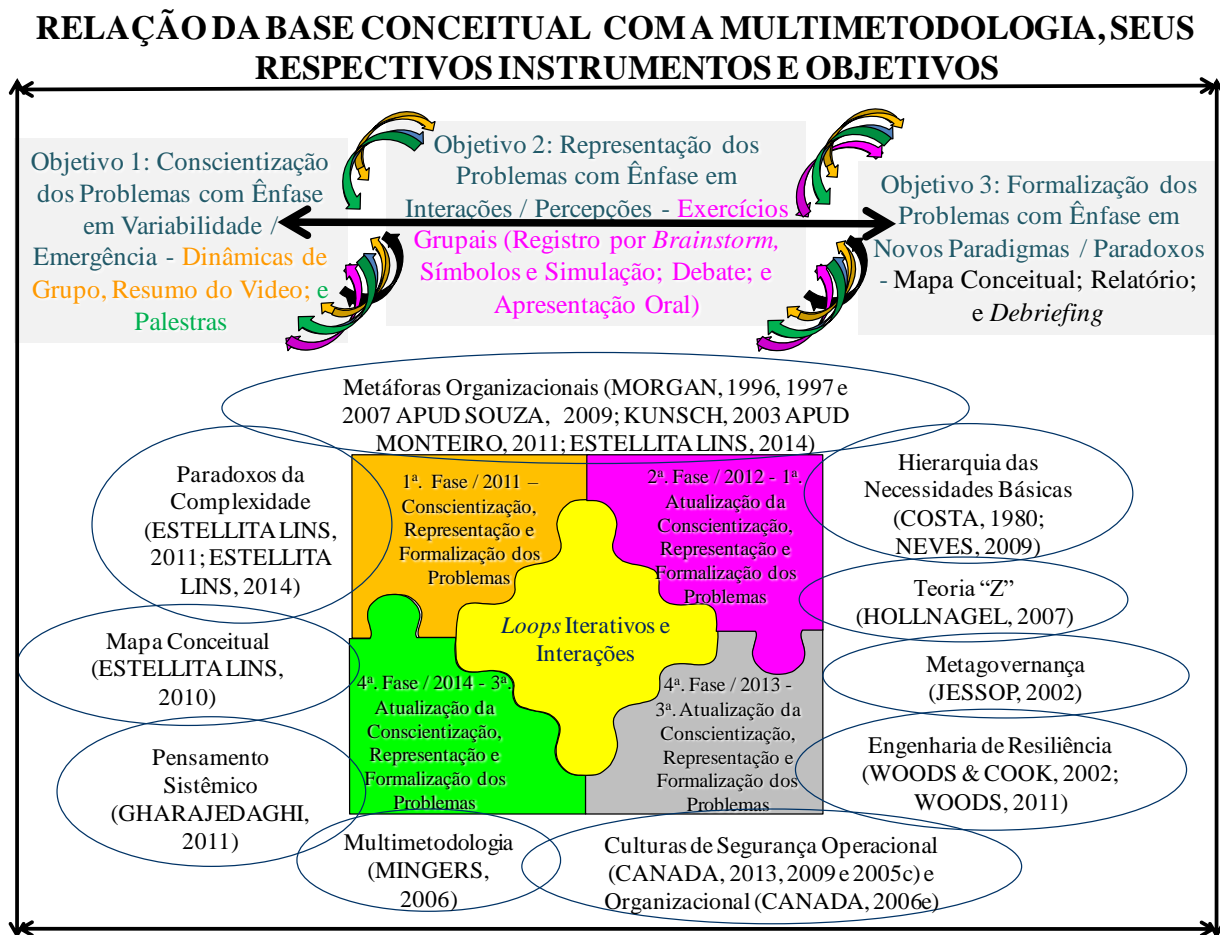 RELAÇÃO DA BASE CONCEITUAL COM A MULTIMETODOLOGIA, SEUS
RESPECTIVOS INSTRUMENTOS E OBJETIVOS
Objetivo 1: Conscientização
dos Problemas com Ênfase
em Variabilidade /
Emergência - Dinâmicas de
Grupo, Resumo do Video; e
Palestras
Objetivo 2: Representação dos
Problemas com Ênfase em
Interações / Percepções - Exercícios
Grupais (Registro por Brainstorm,
Símbolos e Simulação; Debate; e
Apresentação Oral)
Objetivo 3: Formalização dos
Problemas com Ênfase em
Novos Paradigmas / Paradoxos
- Mapa Conceitual; Relatório;
e Debriefing
Metáforas Organizacionais (MORGAN, 1996, 1997 e
2007 APUD SOUZA, 2009; KUNSCH, 2003 APUD
MONTEIRO, 2011; ESTELLITA LINS, 2014)
Paradoxos da
Complexidade
(ESTELLITA LINS,
2011; ESTELLITA
LINS, 2014)
1ª. Fase / 2011 –
Conscientização,
Representação e
Formalização dos
Problemas
2ª. Fase / 2012 - 1ª.
Atualização da
Conscientização,
Representação e
Formalização dos
Problemas
Hierarquia das
Necessidades Básicas
(COSTA, 1980;
NEVES, 2009)
Teoria “Z”
(HOLLNAGEL, 2007)
Loops Iterativos e
Interações
Mapa Conceitual
(ESTELLITA LINS,
2010)
Metagovernança
(JESSOP, 2002)
4ª. Fase / 2014 - 3ª.
Atualização da
Conscientização,
Representação e
Formalização dos
Problemas
4ª. Fase / 2013 -
3ª. Atualização da
Conscientização,
Representação e
Formalização dos
Problemas
Pensamento
Sistêmico
(GHARAJEDAGHI,
2011)
Engenharia de Resiliência
(WOODS & COOK, 2002;
WOODS, 2011)
Multimetodologia
(MINGERS,
2006)
Culturas de Segurança Operacional
(CANADA, 2013, 2009 e 2005c) e
Organizacional (CANADA, 2006e)